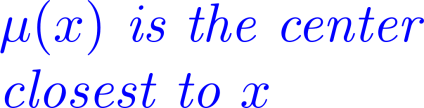 μ(x) is the center
closest to x